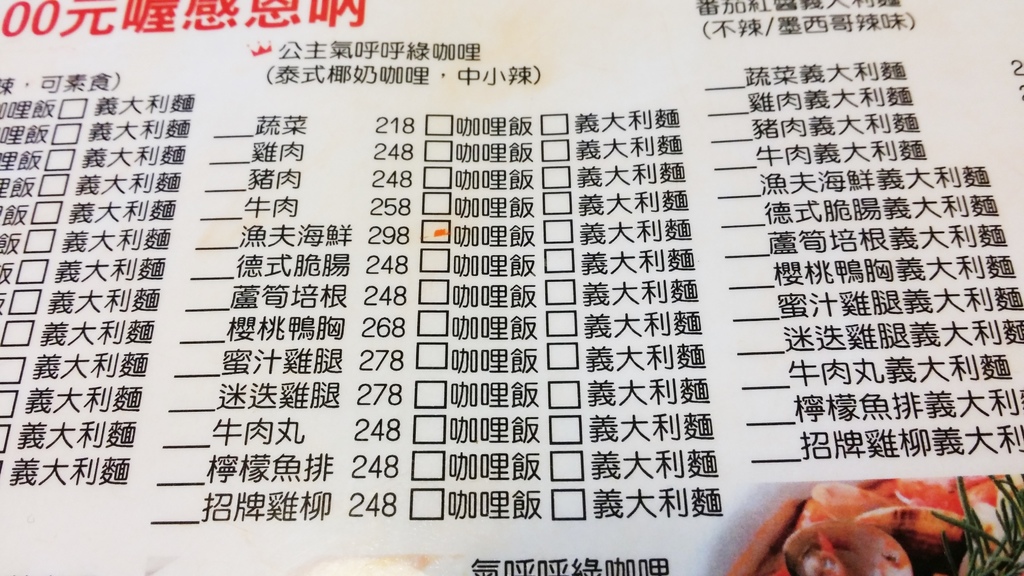 00元喔感恩吶
公主氣呼呼綠咖哩
(泰式椰奶咖哩，中小辣)
蔬菜 218 □咖哩飯 □ 義大利麵
雞肉 248 □咖哩飯 □ 義大利麵
豬肉 248 □咖哩飯 □ 義大利麵
牛肉 258 □咖哩飯 □ 義大利麵
漁夫海鮮 298 □咖哩飯 □ 義大利麵
德式脆腸 248 □咖哩飯 □ 義大利麵
蘆筍培根 248 □咖哩飯 □ 義大利麵
櫻桃鴨胸 268 □咖哩飯 □ 義大利麵
蜜汁雞腿 278 □咖哩飯 □ 義大利麵
迷迭雞腿 278 □咖哩飯 □ 義大利麵
牛肉丸 248 □咖哩飯 □ 義大利麵
檸檬魚排 248 □咖哩飯 □ 義大利麵
招牌雞柳 248 □咖哩飯 □ 義大利麵
辣，可素食)
咖哩飯□ 義大利麵
哩飯□ 義大利麵
哩飯□ 義大利麵
哩飯□ 義大利麵
哩飯□ 義大利麵
飯□ 義大利麵
飯□ 義大利麵
□ 義大利麵
□ 義大利麵
□ 義大利麵
□ 義大利麵
□ 義大利麵
義大利麵
番茄紅醬義大利麵
(不辣/墨西哥辣味)
蔬菜義大利麵
雞肉義大利麵
豬肉義大利麵
牛肉義大利麵
漁夫海鮮義大利麵
德式脆腸義大利麵
蘆筍培根義大利麵
櫻桃鴨胸義大利麵
蜜汁雞腿義大利麵
迷迭雞腿義大利麵
牛肉丸義大利麵
檸檬魚排義大利
招牌雞柳義大利
氣呼呼綠咖哩